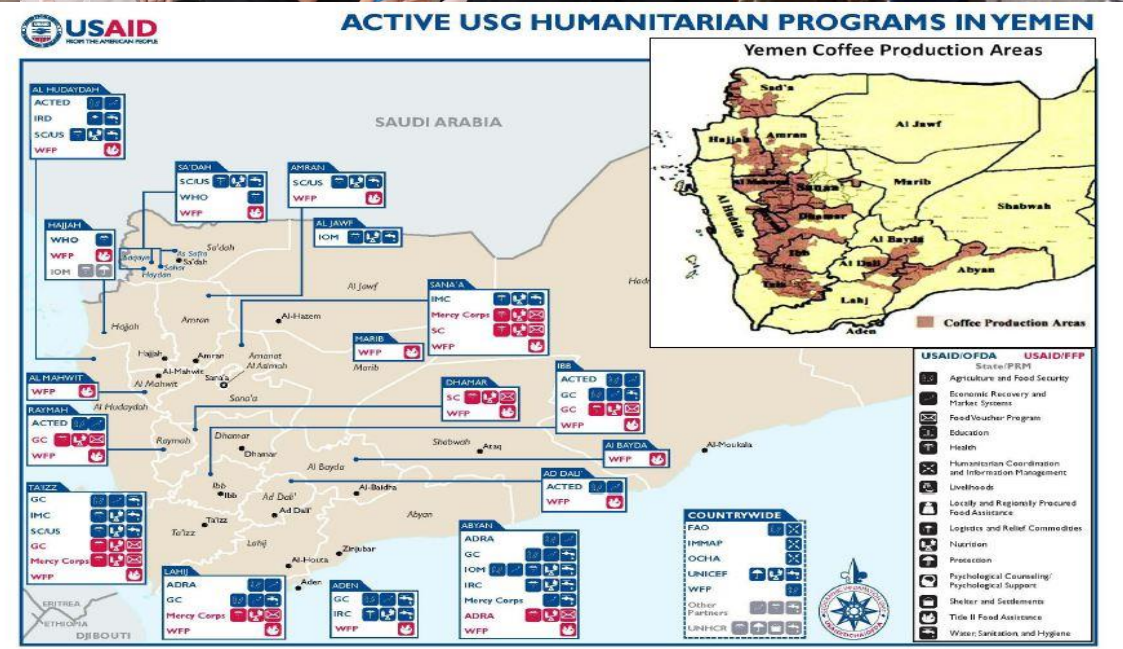 USAID
FROM THE AMERICAN PEOPLE
ACTIVE USG HUMANITARIAN PROGRAMS IN YEMEN
Yemen Coffee Production Areas
Sad'a
Al Jawf
Hajjah
Amran
Al Mahweet
Sanaa
Marib
Shabwah
Al Hudaida
Dhamar
Al Bayda
Ibb
Al Dali
Abyan
Taiz
Lahj
Aden
Coffee Production Areas
SAUDI ARABIA
AL HUDAYDAH
ACTED
IRD
SC/US
WFP
SA'DAH
SC/US
WHO
WFP
AMRAN
SC/US
WFP
AL JAWF
IOM
HAJJAH
WHO
WFP
IOM
SANA'A
IMC
Mercy Corps
SC
WFP
MARIB
WFP
IBB
ACTED
GC
GC
WFP
AL MAHWIT
WFP
DHAMAR
SC
WFP
RAYMAH
ACTED
GC
WFP
Al BAYDA
WFP
AD DALI'
ACTED
WFP
TA'IZZ
GC
IMC
SC/US
GC
Mercy Corps
WFP
ABYAN
ADRA
GC
IOM
IRC
Mercy Corps
ADRA
WFP
LAHIJ
ADRA
GC
Mercy Corps
WFP
ADEN
GC
IRC
WFP
COUNTRYWIDE
FAO
IMMAP
OCHA
UNICEF
WFP
Other
Partners
UNHCR
Sa'dah
As Safra
Sa'dah
Sahar
Haydan
Al Jawf
Amran
Al-Hazem
Hajjah
Hajjah
Amran
Amanat
Al Asimah
Marib
Al-Mahwit
Sana'a
Al Mahwit
Al Hudaydah
Sana'a
Raymah
Dhamar
Dhamar
Shabwah
Ataq
Al-Moukala
Al Bayda
Ibb
Ibb
Ad Dali'
Al-Baidha
Ad Dali'
Abyan
Ta'izz
Ta'izz
Lahij
Zinjubar
Al-Houta
Aden
ERITREA
ETHIOPIA
DJIBOUTI
USAID/OFDA USAID/FFP
State/PRM
Agriculture and Food Security
Economic Recovery and
Market Systems
Food Voucher Program
Education
Health
Humanitarian Coordination
and Information Management
Livelihoods
Locally and Regionally Procured
Food Assistance
Logistics and Relief Commodities
Nutrition
Protection
Psychological Counseling/
Psychological Support
Shelter and Settlements
Title II Food Assistance
Water, Sanitation, and Hygiene